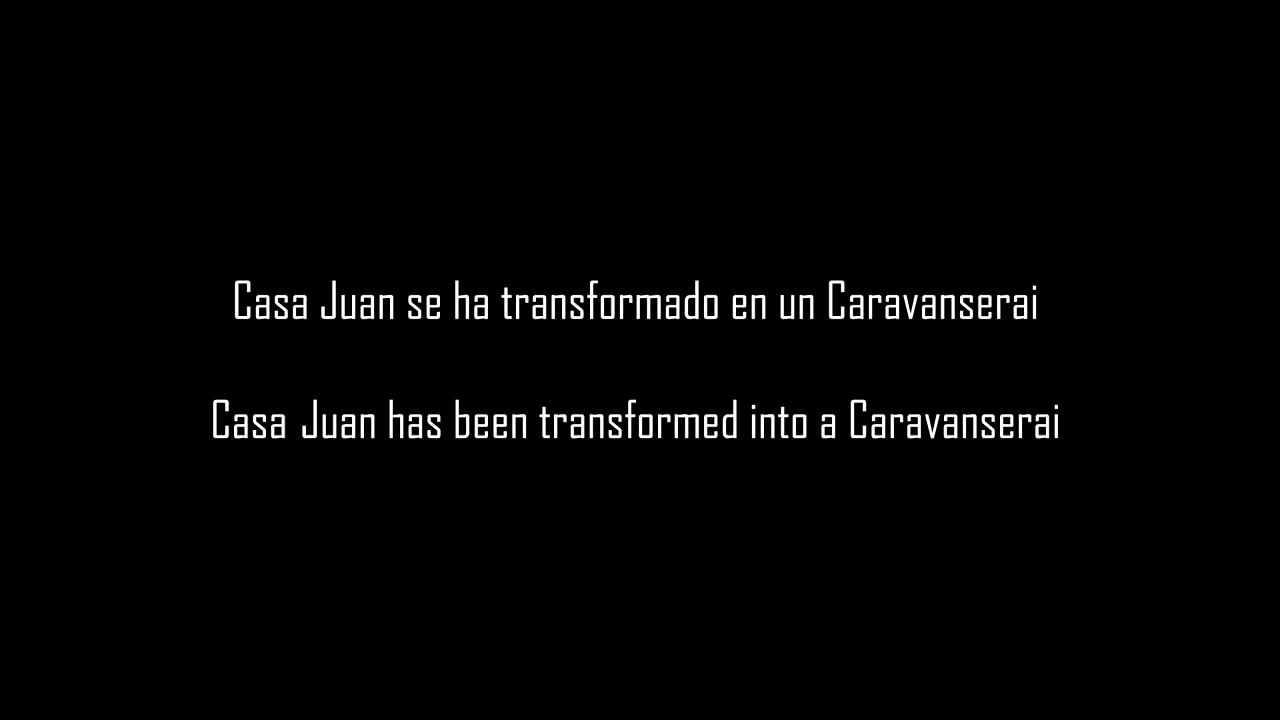 Casa Juan se ha transformado en un Caravanserai
Casa Juan has been transformed into a Caravanserai